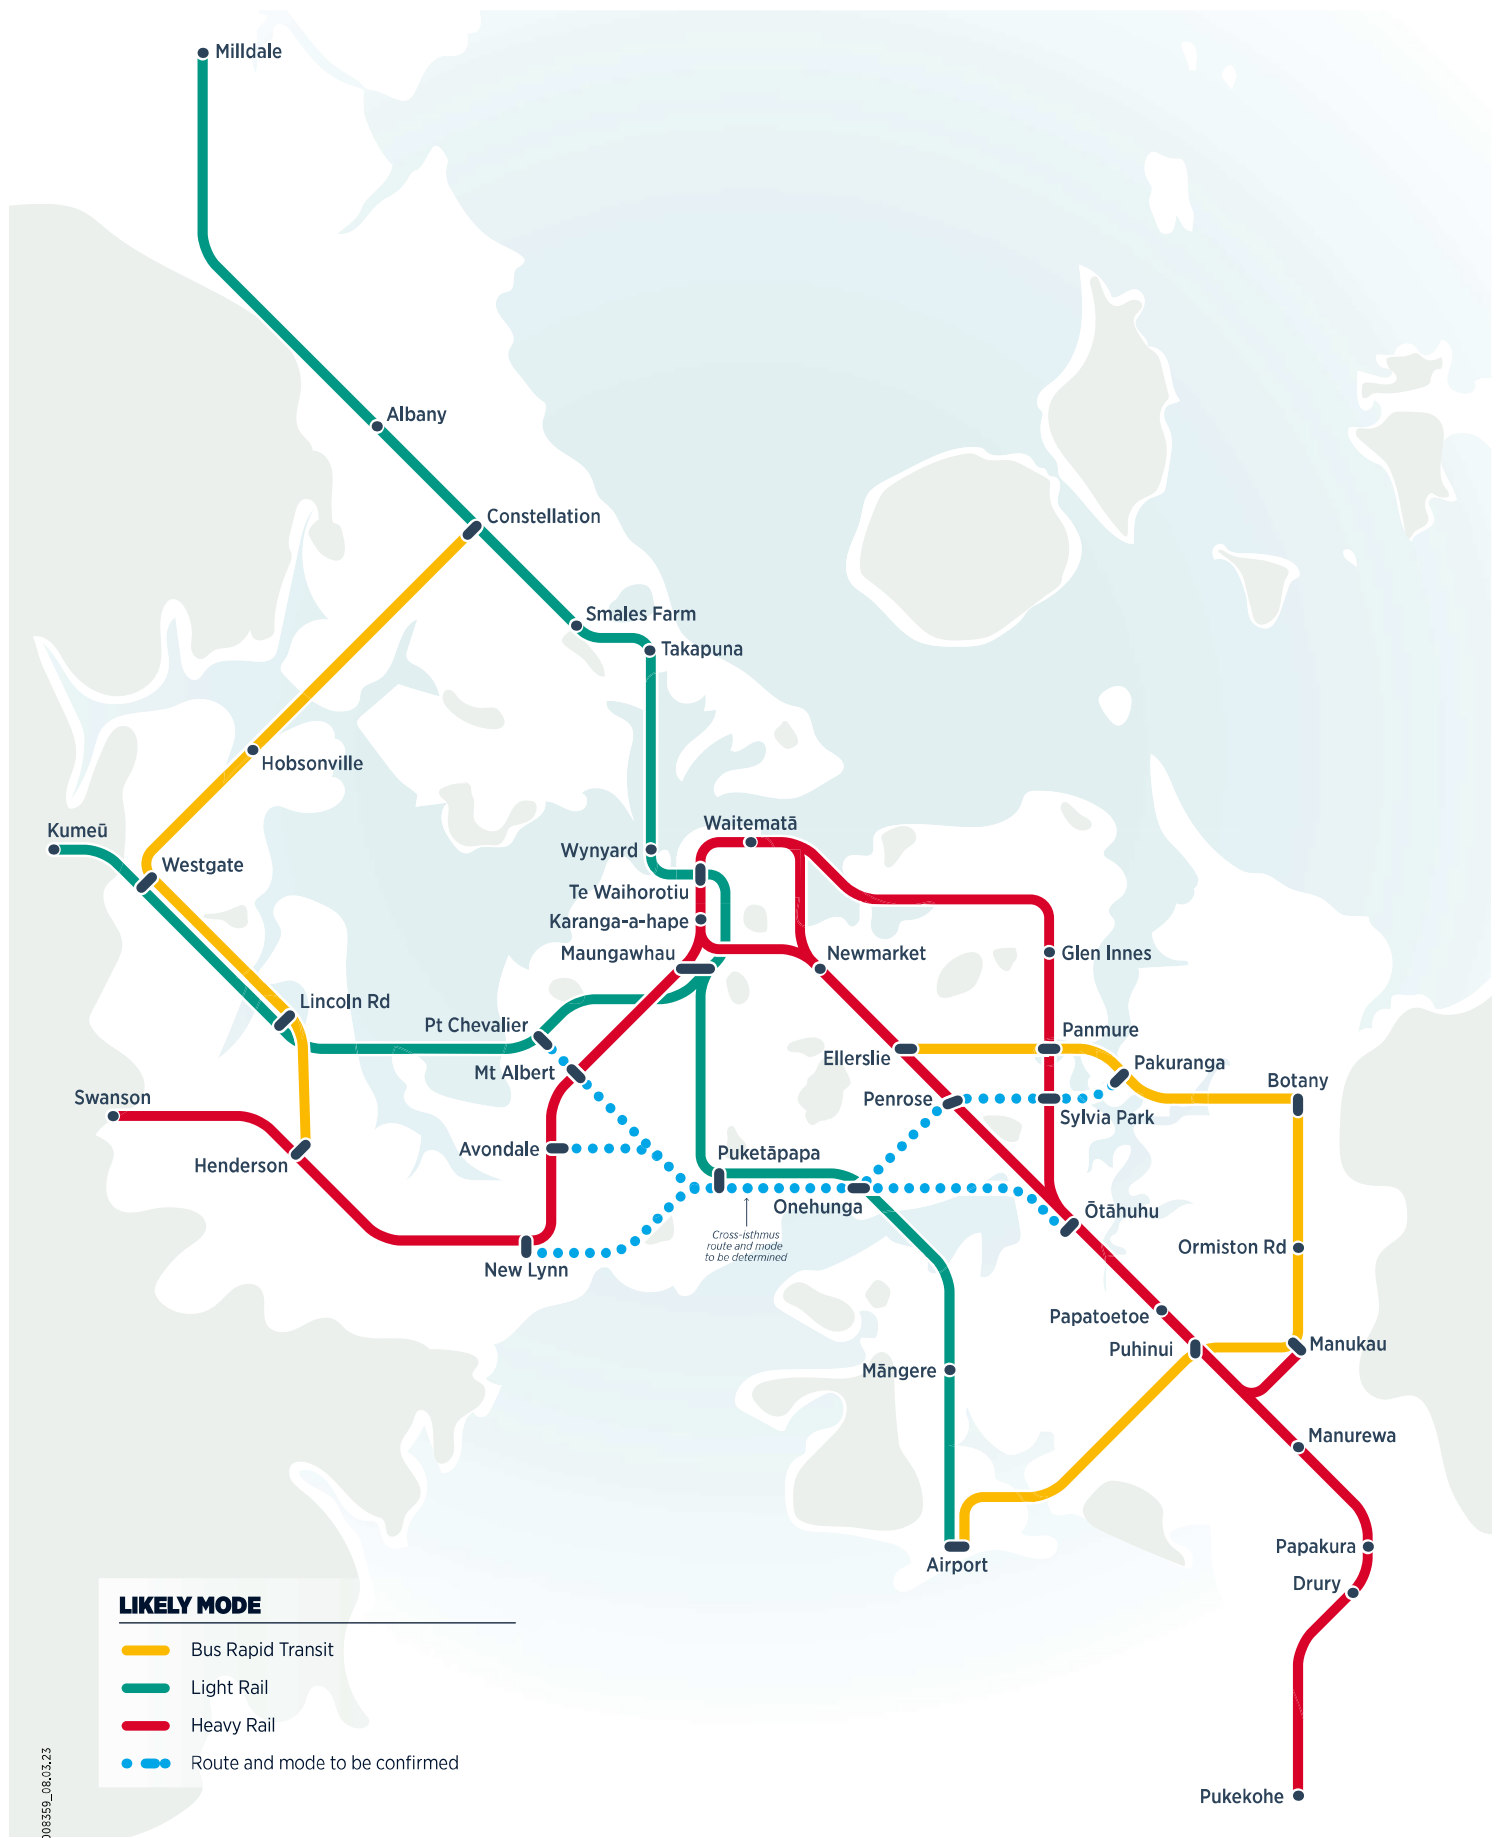 Milldale
Albany
Constellation
Smales Farm
Takapuna
Hobsonville
Kumeū
Westgate
Wynyard
Waitematā
Te Waihorotiu
Karanga-a-hape
Maungawhau
Newmarket
Glen Innes
Lincoln Rd
Pt Chevalier
Mt Albert
Ellerslie
Panmure
Pakuranga
Botany
Swanson
Penrose
Sylvia Park
Henderson
Avondale
Puketāpapa
Onehunga
Ōtāhuhu
Cross-isthmus
route and mode
to be determined
New Lynn
Ormiston Rd
Papatoetoe
Puhinui
Manukau
Māngere
Manurewa
Airport
Papakura
Drury
Pukekohe
LIKELY MODE
Bus Rapid Transit
Light Rail
Heavy Rail
Route and mode to be confirmed
008359_08.03.23